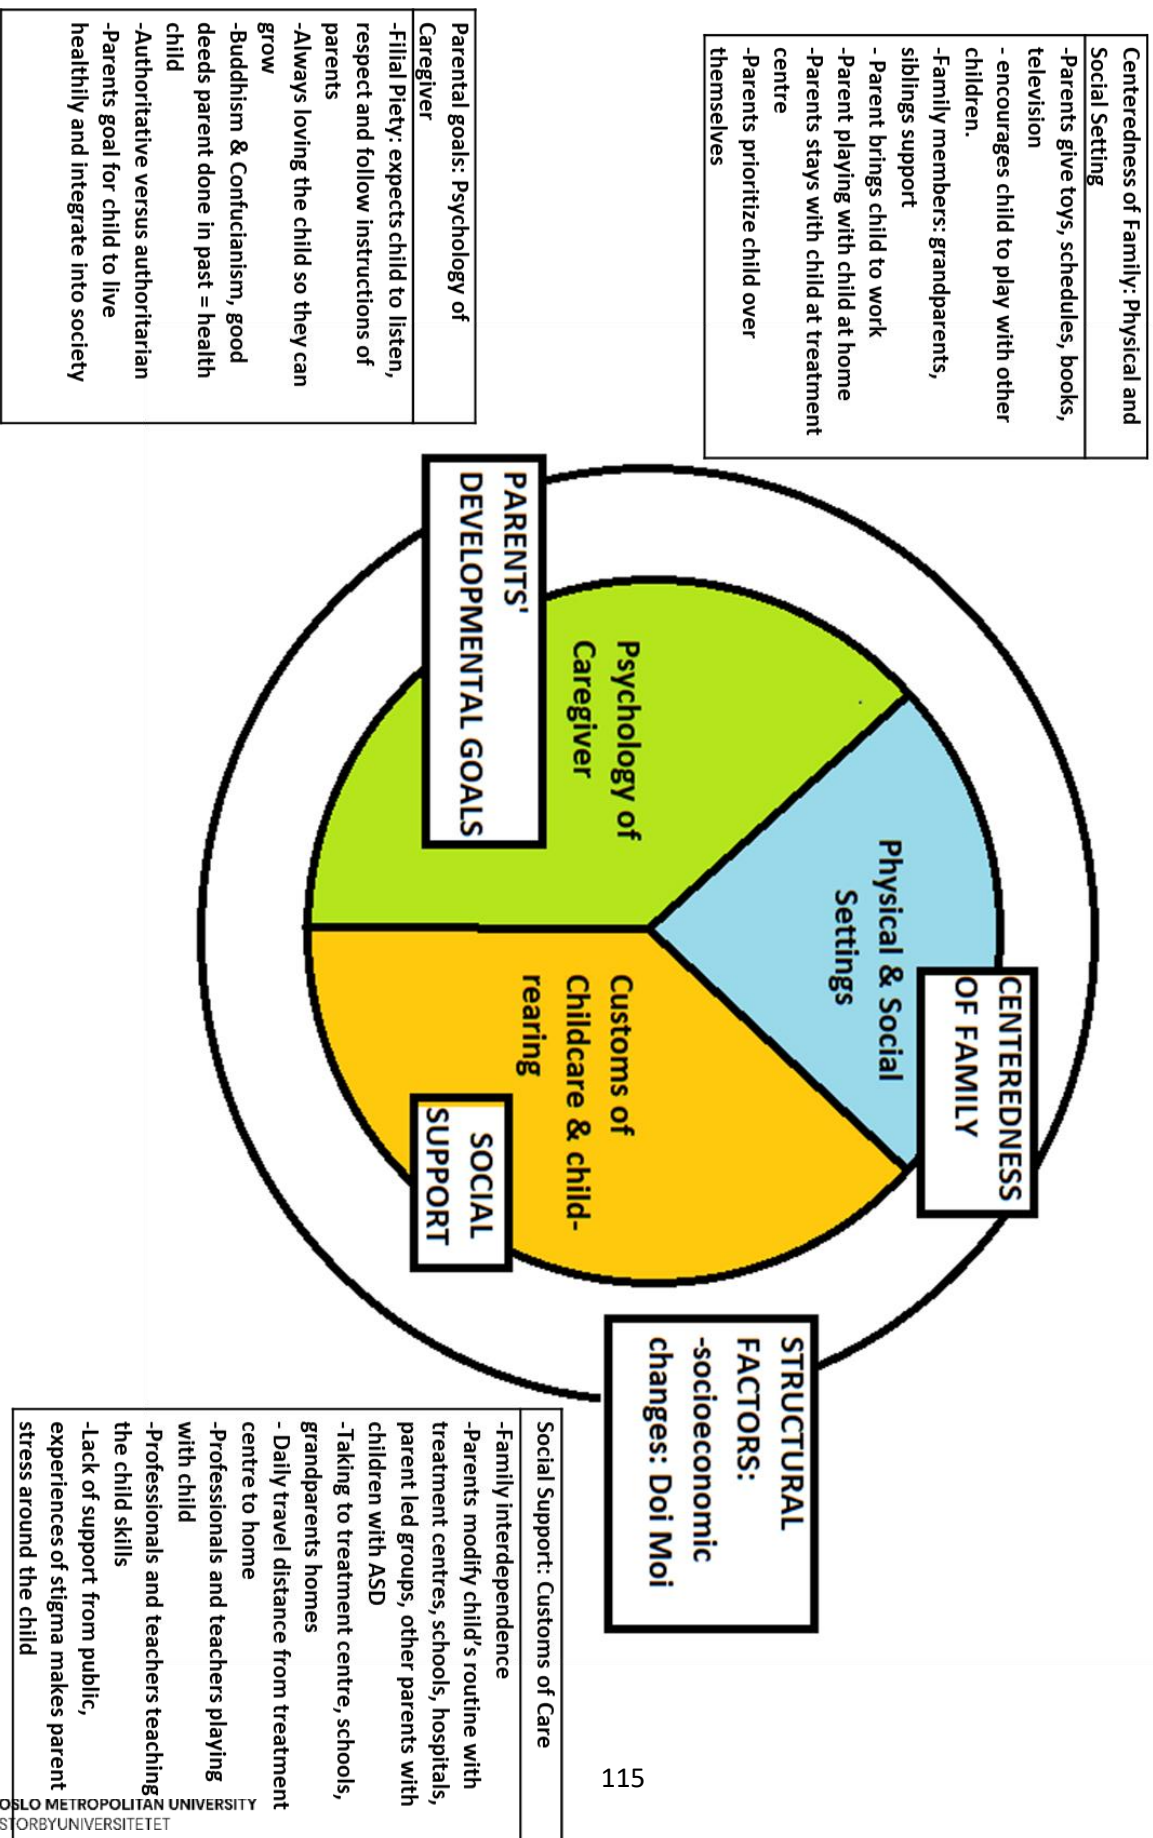 Centeredness of Family: Physical and
Social Setting
-Parents give toys, schedules, books,
television
- encourages child to play with other
children.
-Family members: grandparents,
siblings support
- Parent brings child to work
-Parent playing with child at home
-Parents stays with child at treatment
centre
-Parents prioritize child over
themselves
Parental goals: Psychology of
Caregiver
-Filial Piety: expects child to listen,
respect and follow instructions of
parents
-Always loving the child so they can
grow
-Buddhism & Confucianism, good
deeds parent done in past = health
child
-Authoritative versus authoritarian
-Parents goal for child to live
healthily and integrate into society
CENTEREDNESS
OF FAMILY
Physical & Social
Settings
Psychology of
Caregiver
PARENTS'
DEVELOPMENTAL GOALS
Customs of
Childcare & child-
rearing
SOCIAL
SUPPORT
STRUCTURAL
FACTORS:
-socioeconomic
changes: Doi Moi
Social Support: Customs of Care
-Family interdependence
-Parents modify child's routine with
treatment centres, schools, hospitals,
parent led groups, other parents with
children with ASD
-Taking to treatment centre, schools,
grandparents homes
- Daily travel distance from treatment
centre to home
-Professionals and teachers playing
with child
-Professionals and teachers teaching
the child skills
-Lack of support from public,
experiences of stigma makes parent
stress around the child
115
OSLO METROPOLITAN UNIVERSITY
STORBYUNIVERSITETET